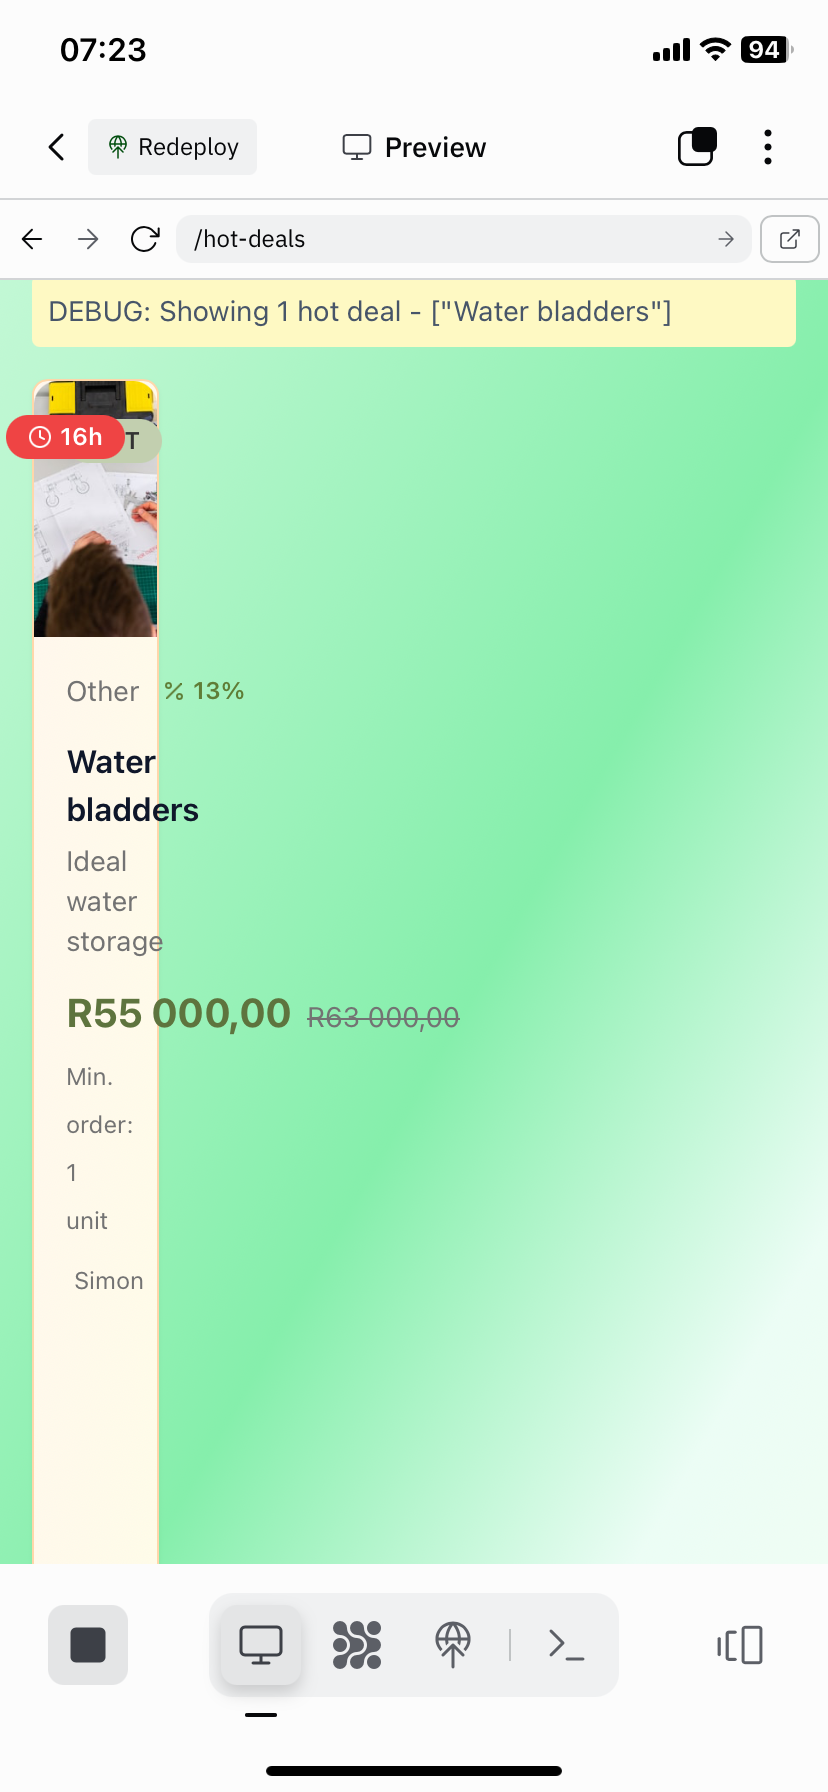 07:23
94
Redeploy
Preview
/hot-deals
DEBUG: Showing 1 hot deal - ["Water bladders"]
16h
T
Other % 13%
Water
bladders
Ideal
water
storage
R55 000,00 R63 000,00
Min.
order:
1
unit
Simon